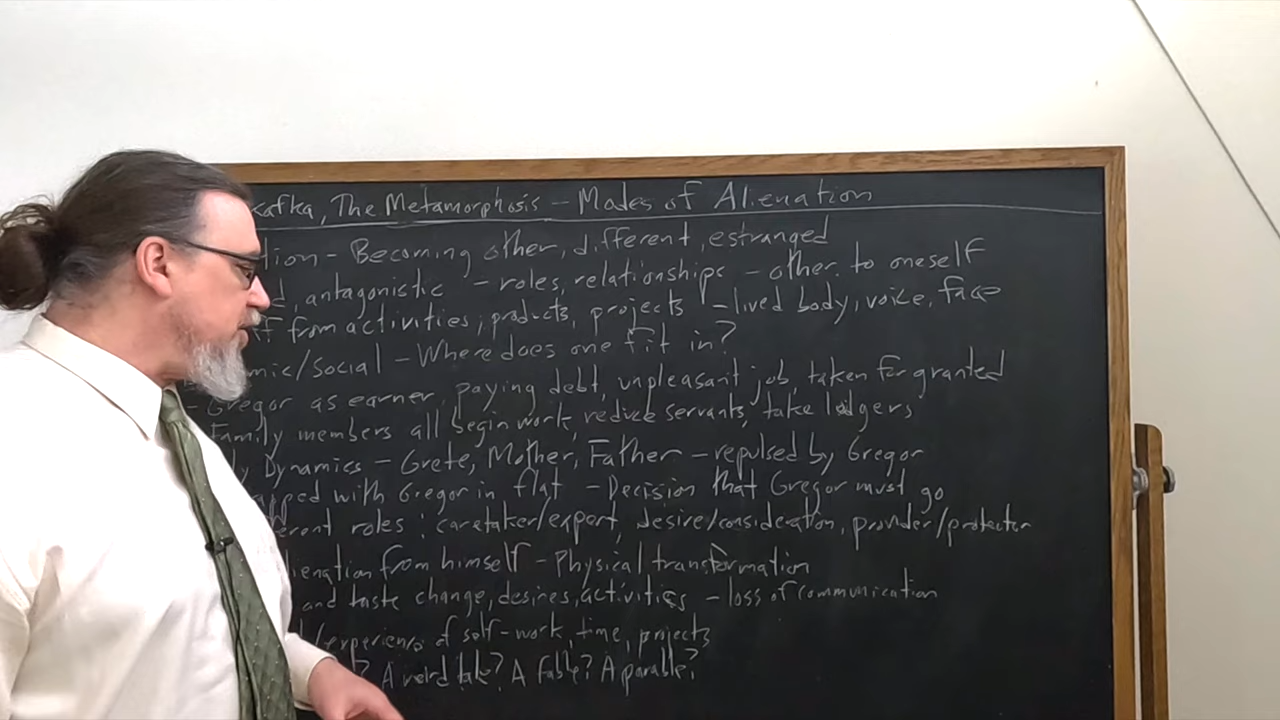 Kafka, The Metamorphosis - Modes of Alienation
tion - Becoming other, different, estranged
d, antagonistic - roles, relationships - other to oneself
f from activities, products, projects - lived body, voice, face
mic/Social - Where does one fit in?
- Gregor as earner, paying debt, unpleasant job, taken for granted
Family members all begin work, reduce servants, take lodgers
y Dynamics - Grete, Mother, Father - repulsed by Gregor
pped with Gregor in flat - Decision that Gregor must go
erent roles: caretaker/expert, desire/consideration, provider/protector
ienation from himself - Physical transformation
and taste change, desires, activities - loss of communication
/experience of self - work, time, projects
? A weird tale? A fable? A parable?